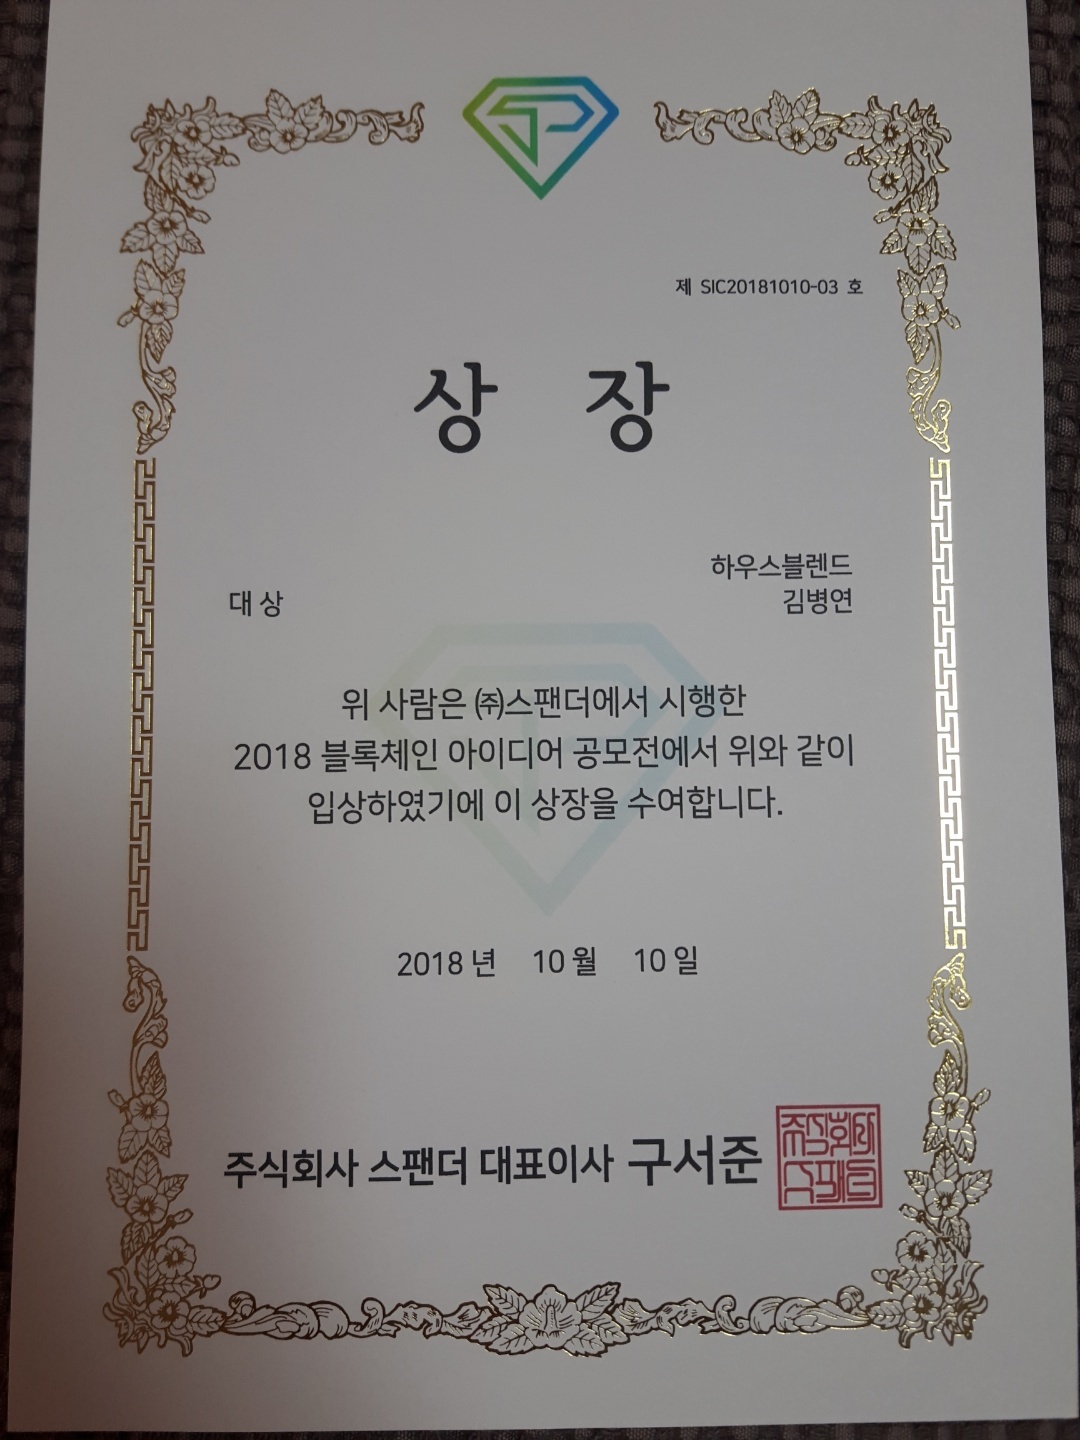 제 SIC20181010-03 호
상 장
하우스블렌드
대 상
김병연
위 사람은 ㈜스팬더에서 시행한
2018 블록체인 아이디어 공모전에서 위와 같이
입상하였기에 이 상장을 수여합니다.
2018 년 10 월 10 일
주식회사 스팬더 대표이사 구서준
주식회사
스팬더